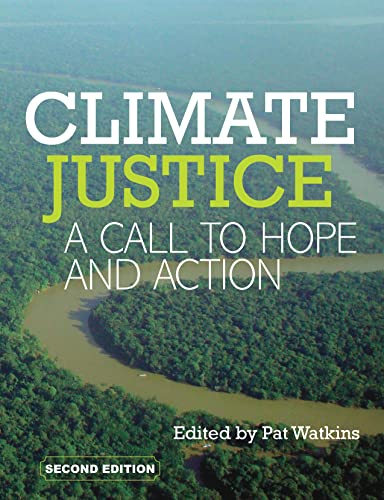 CLIMATE
JUSTICE
A CALL TO HOPE
AND ACTION
Edited by Pat Watkins
SECOND EDITION